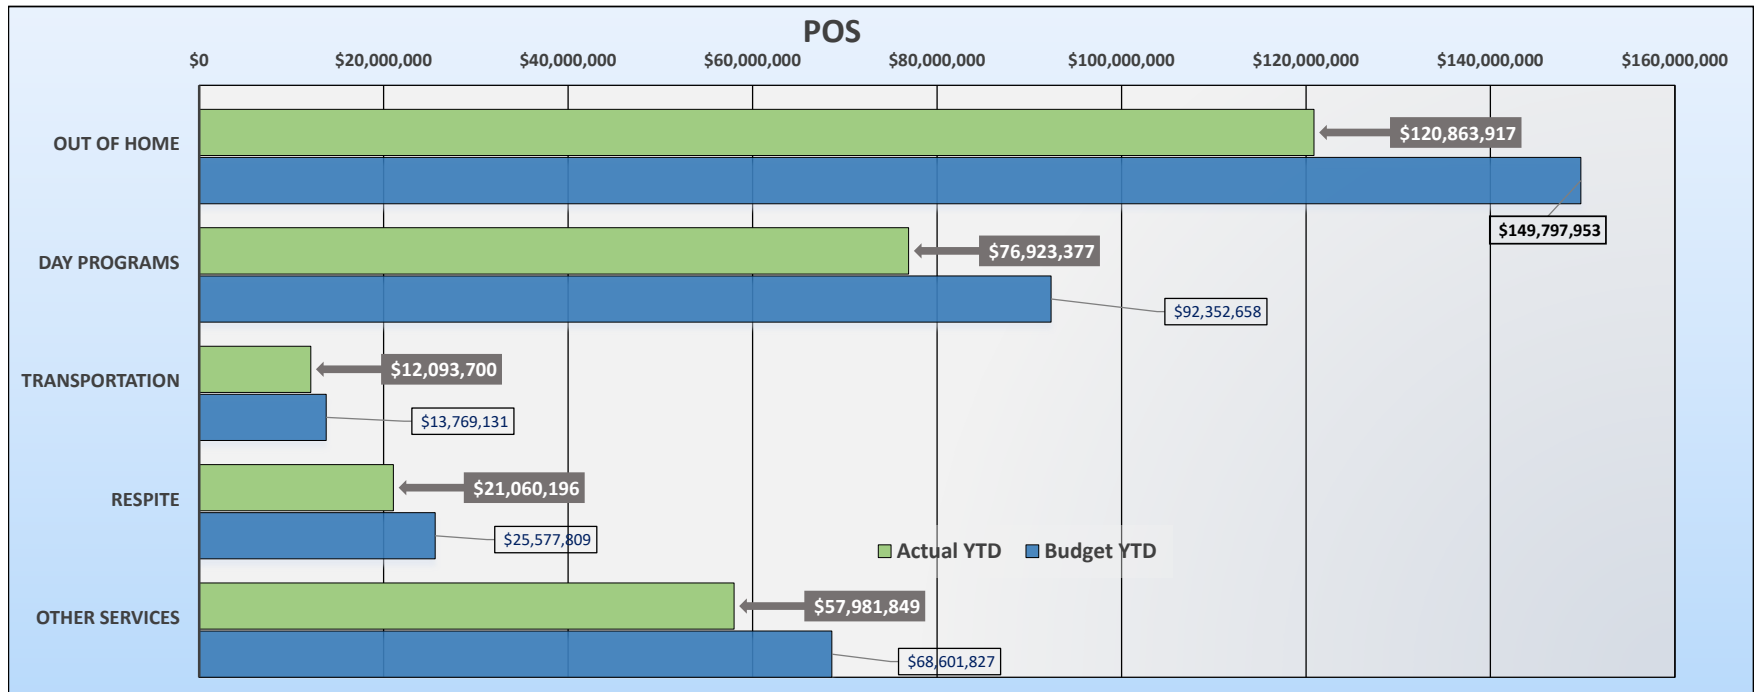 POS
$0 $20,000,000 $40,000,000 $60,000,000 $80,000,000 $100,000,000 $120,000,000 $140,000,000 $160,000,000
OUT OF HOME
$120,863,917
$149,797,953
DAY PROGRAMS
$76,923,377
$92,352,658
TRANSPORTATION
$12,093,700
$13,769,131
RESPITE
$21,060,196
$25,577,809
Actual YTD Budget YTD
OTHER SERVICES
$57,981,849
$68,601,827